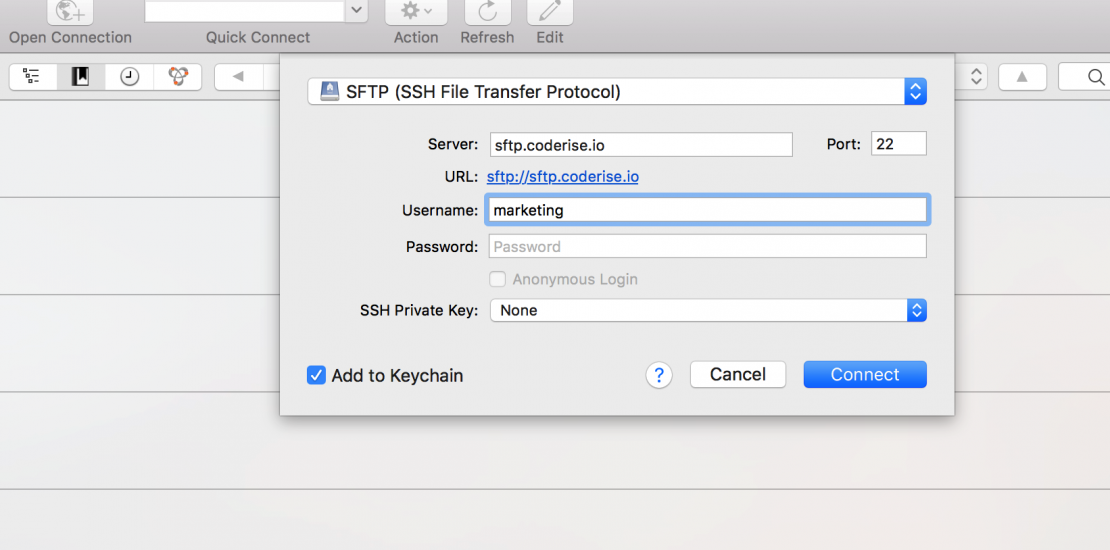 Open Connection Quick Connect Action Refresh Edit
SFTP (SSH File Transfer Protocol)
Server: sftp.coderise.io Port: 22
URL: sftp://sftp.coderise.io
Username: marketing
Password: Password
Anonymous Login
SSH Private Key: None
Add to Keychain ? Cancel Connect